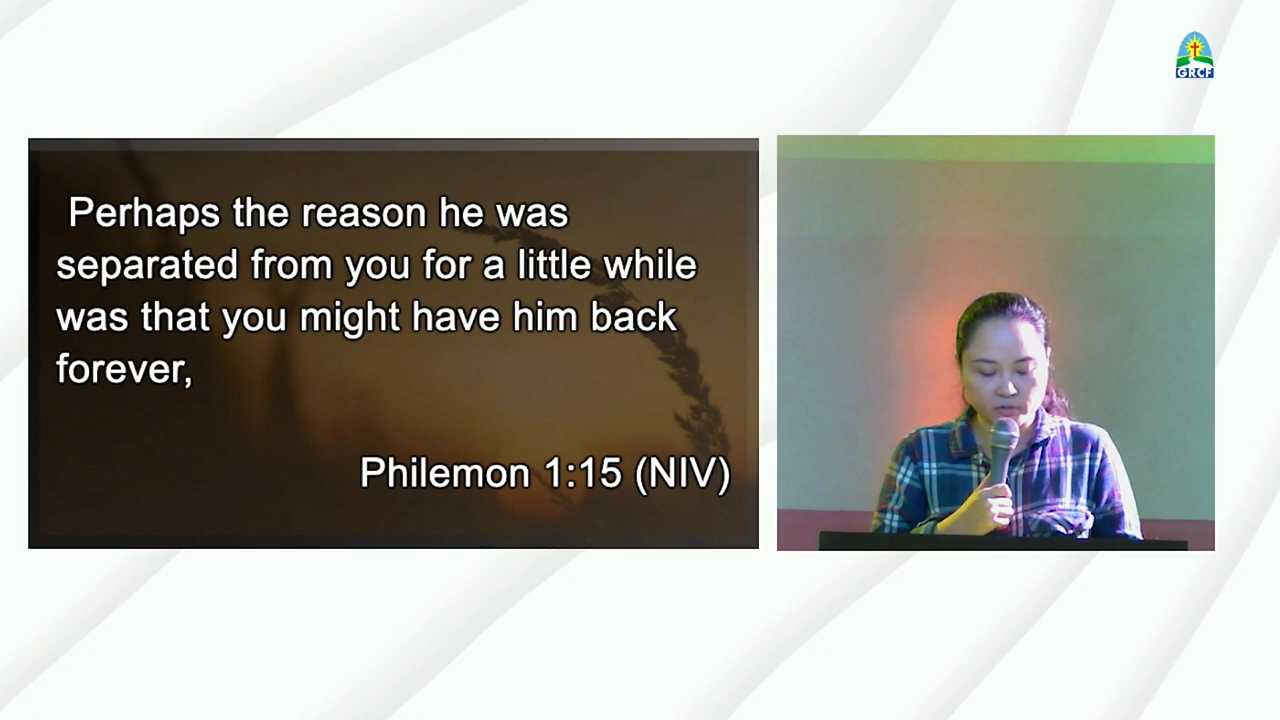 GRCF
Perhaps the reason he was
separated from you for a little while
was that you might have him back
forever,
Philemon 1:15 (NIV)